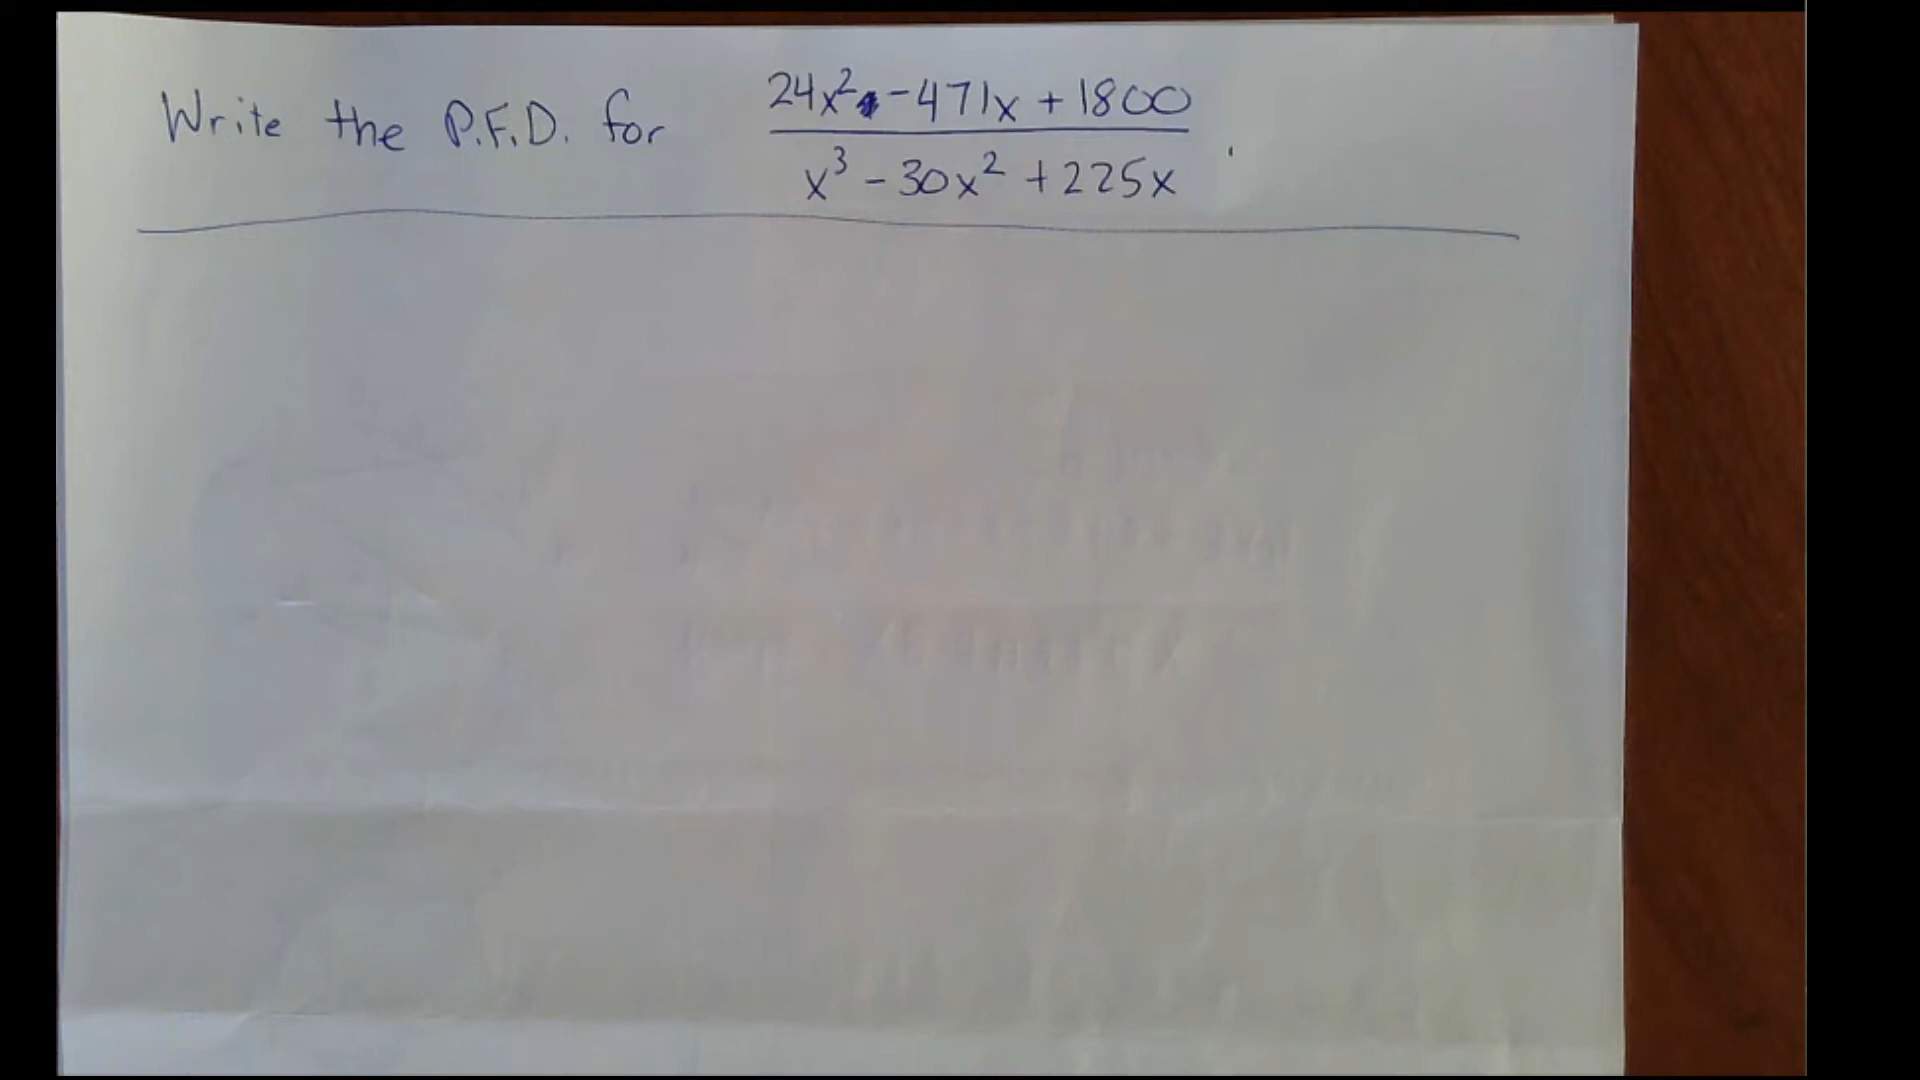 Write the P.F.D. for (24x² - 471x + 1800)/(x³ - 30x² + 225x).